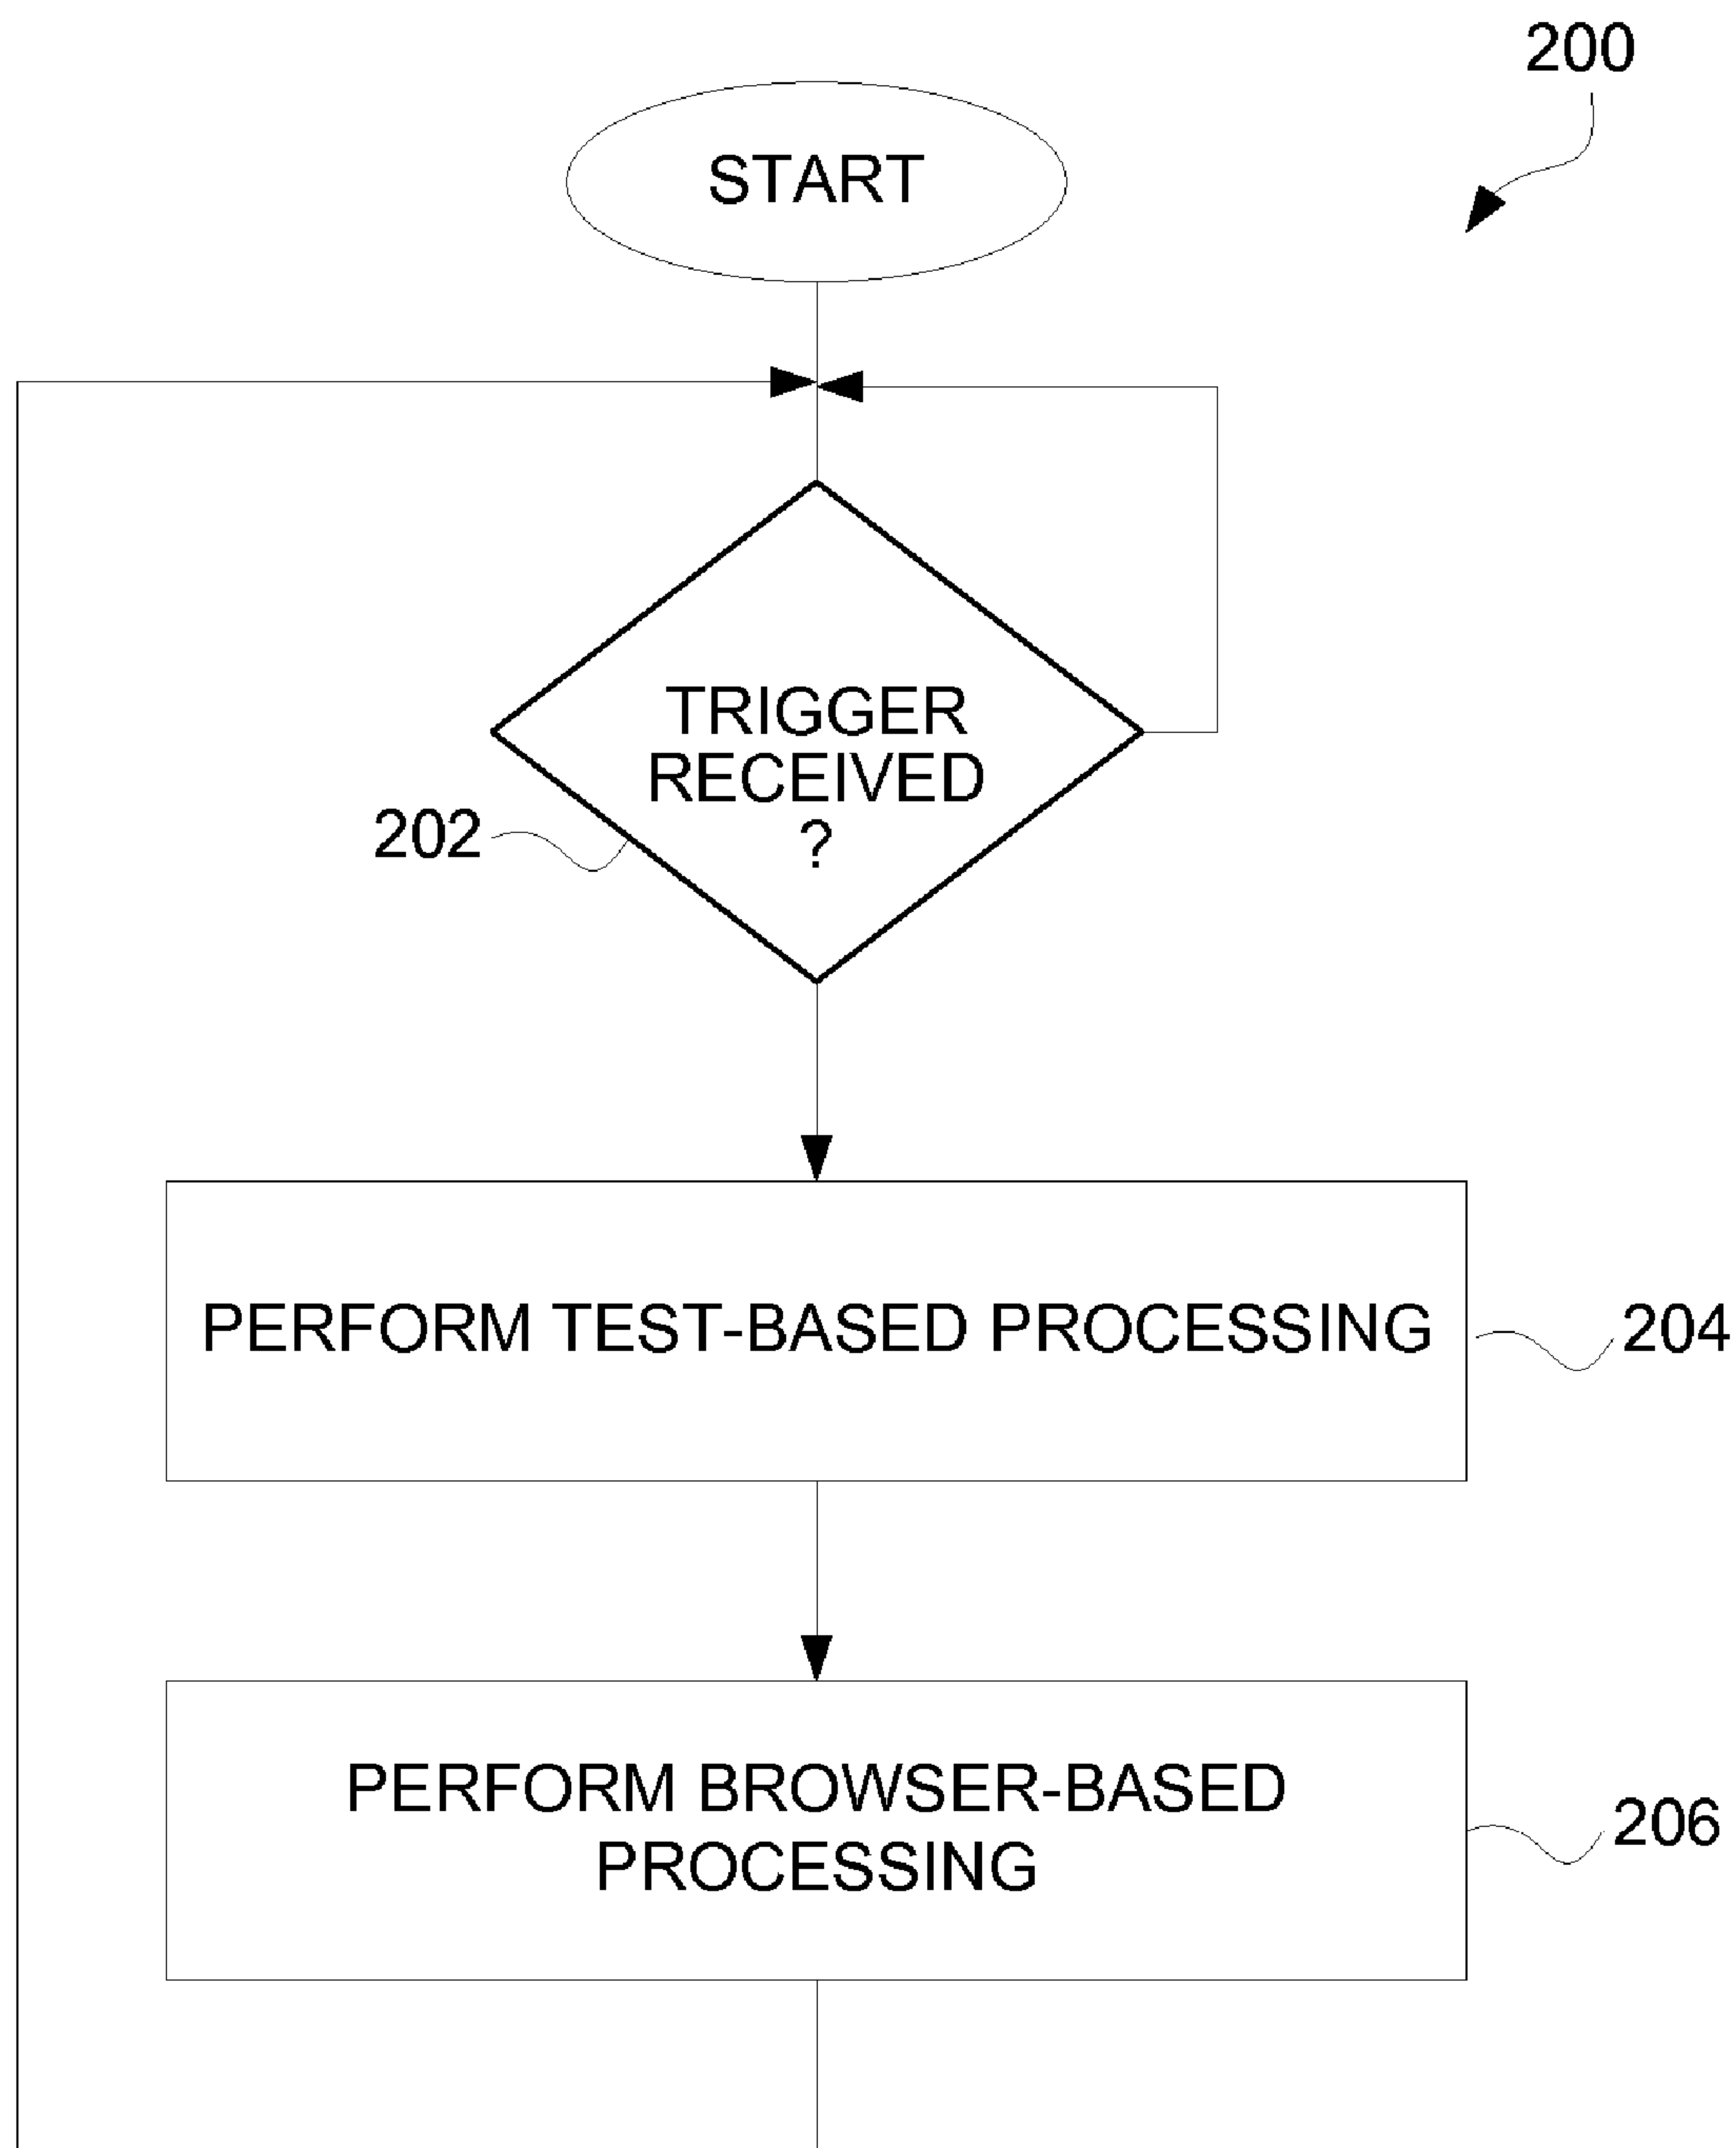 200
START
TRIGGER
RECEIVED
?
202
PERFORM TEST-BASED PROCESSING
204
PERFORM BROWSER-BASED
PROCESSING
206